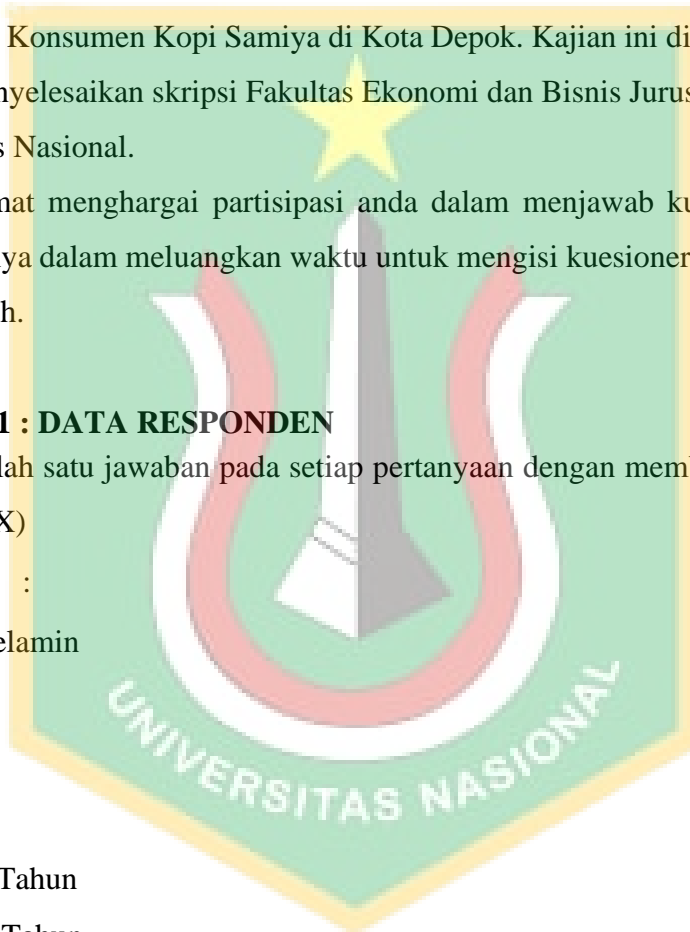 Konsumen Kopi Samiya di Kota Depok. Kajian ini di
nyelesaikan skripsi Fakultas Ekonomi dan Bisnis Jurus
s Nasional.
mat menghargai partisipasi anda dalam menjawab ku
ya dalam meluangkan waktu untuk mengisi kuesioner
h.
1 : DATA RESPONDEN
lah satu jawaban pada setiap pertanyaan dengan memb
X)
:
elamin
UNIVERSITAS NASIONAL
Tahun
Tahun